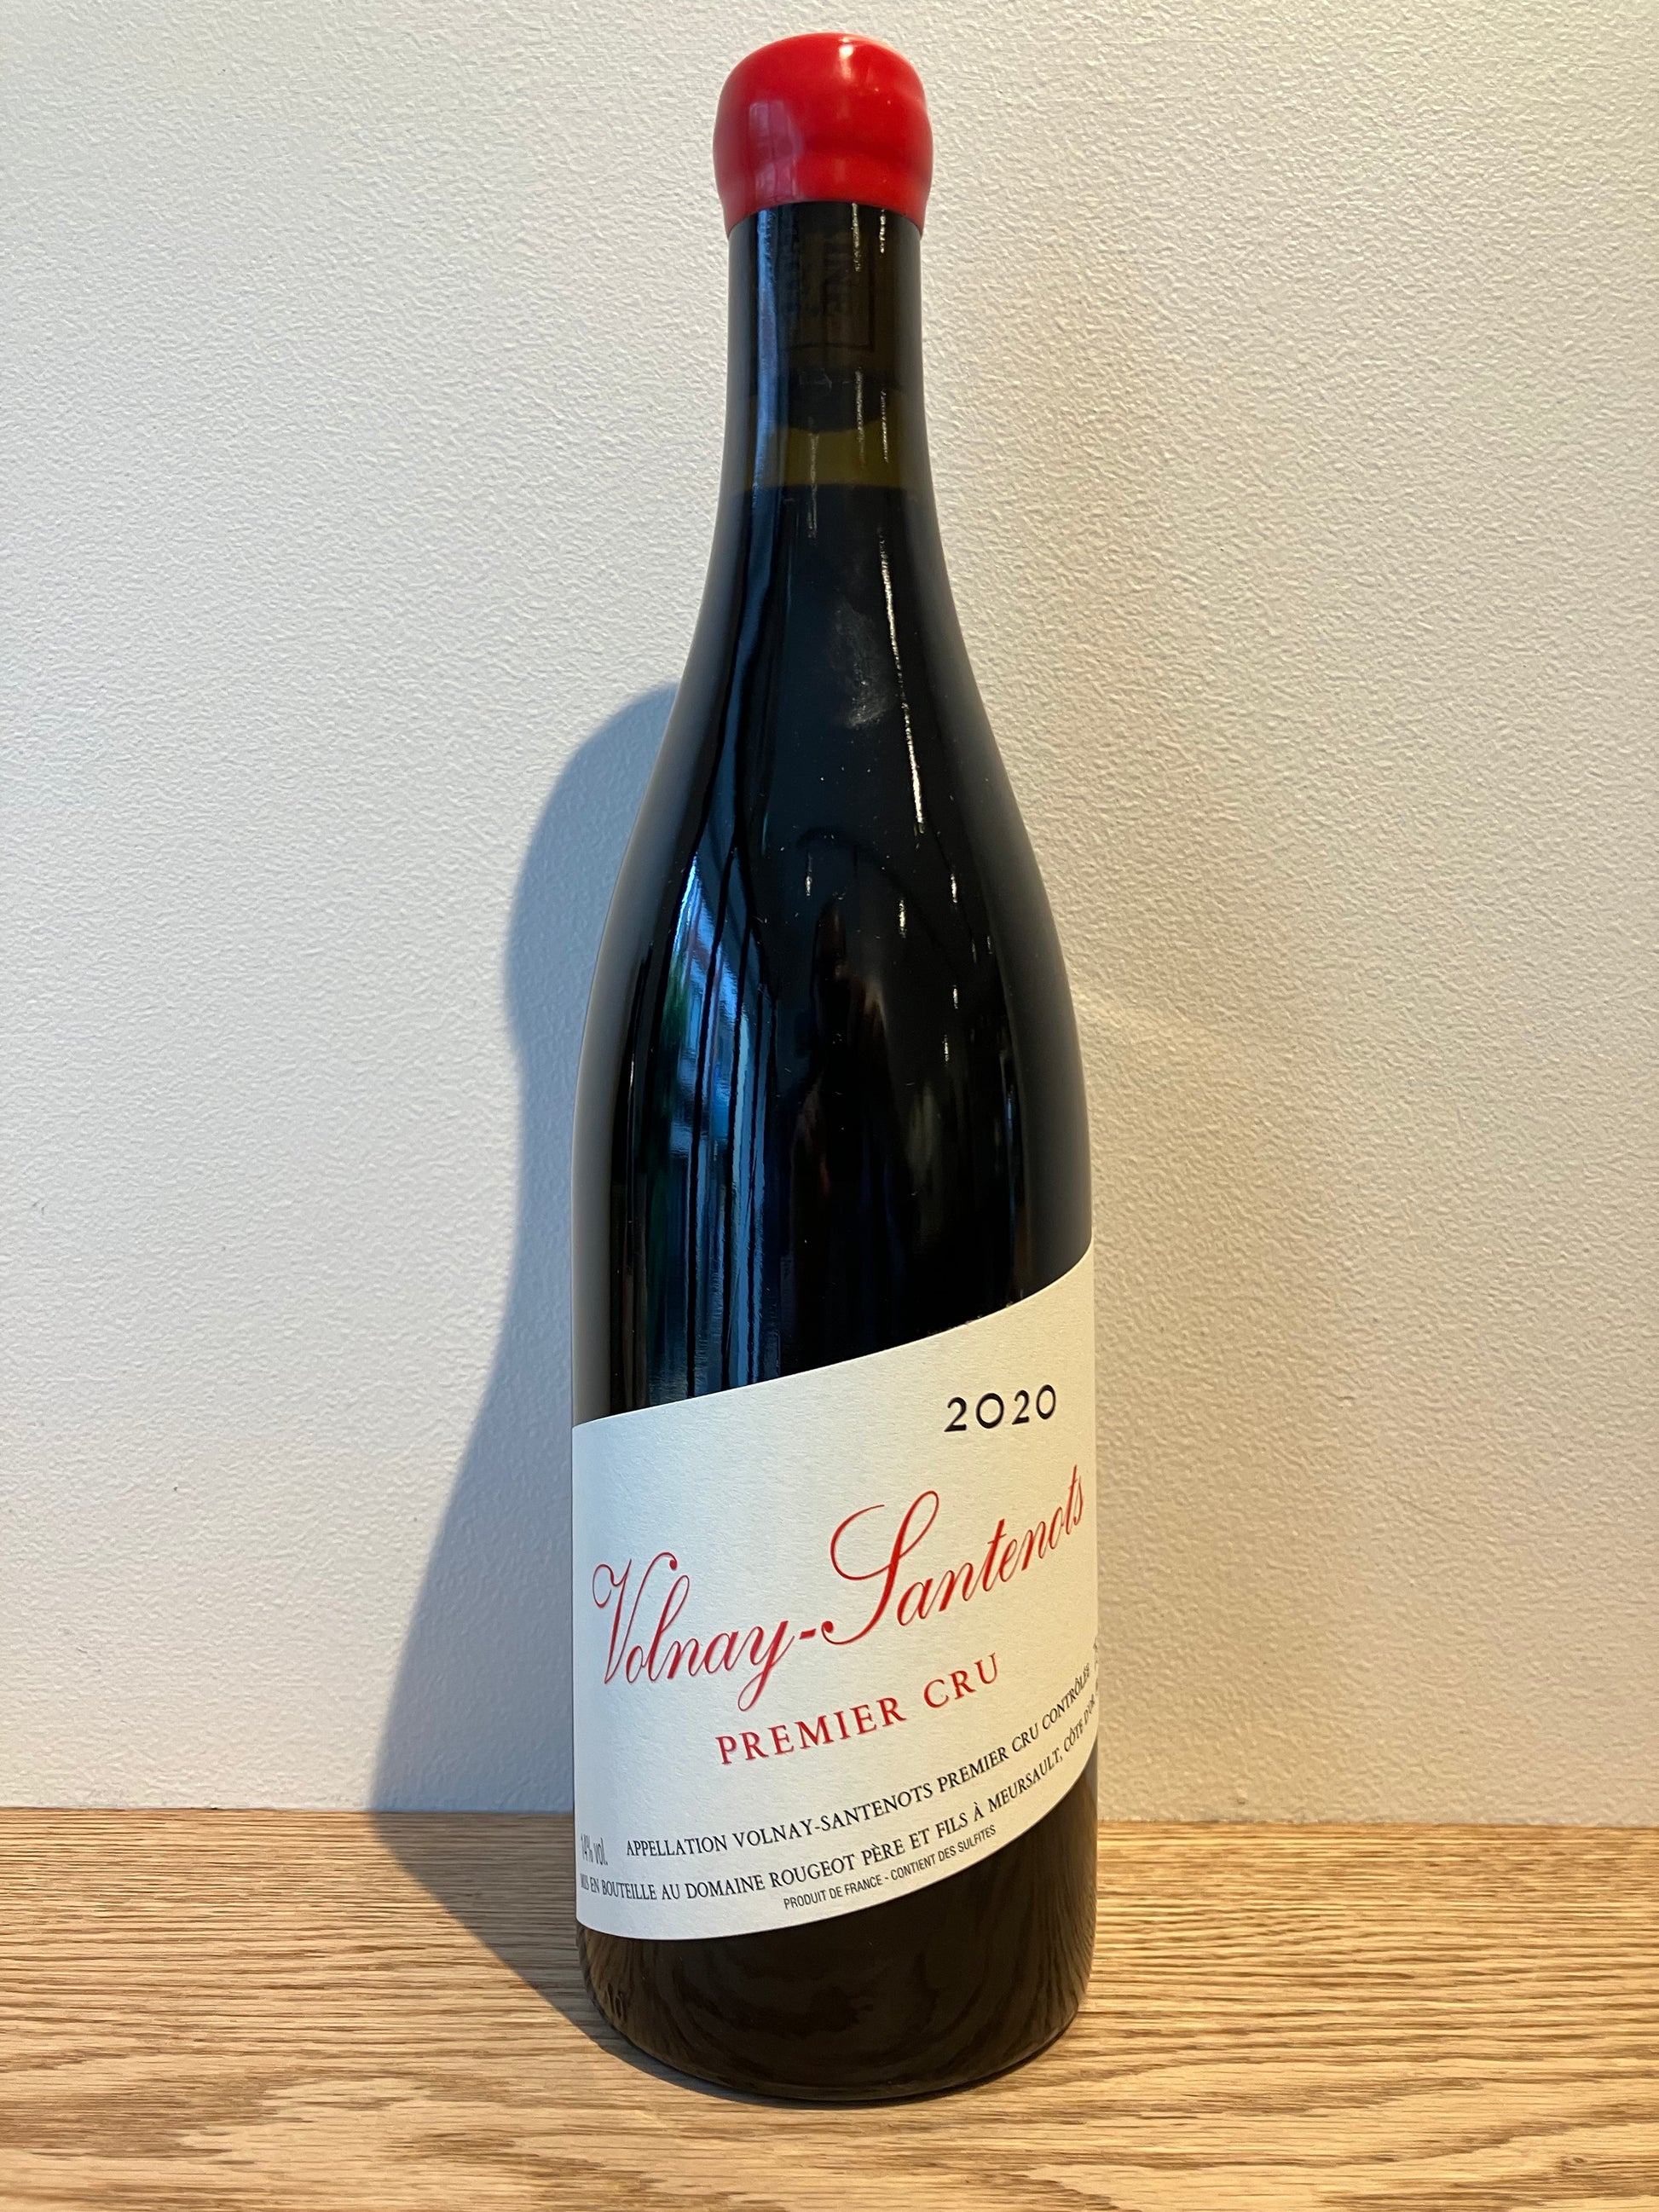 2020
Volnay-Santenots
PREMIER CRU
APPELLATION VOLNAY-SANTENOTS PREMIER CRU CONTRÔLÉE
14% vol.
MIS EN BOUTEILLE AU DOMAINE ROUGEOT PÈRE ET FILS À MEURSAULT, CÔTE D'OR
PRODUIT DE FRANCE - CONTIENT DES SULFITES